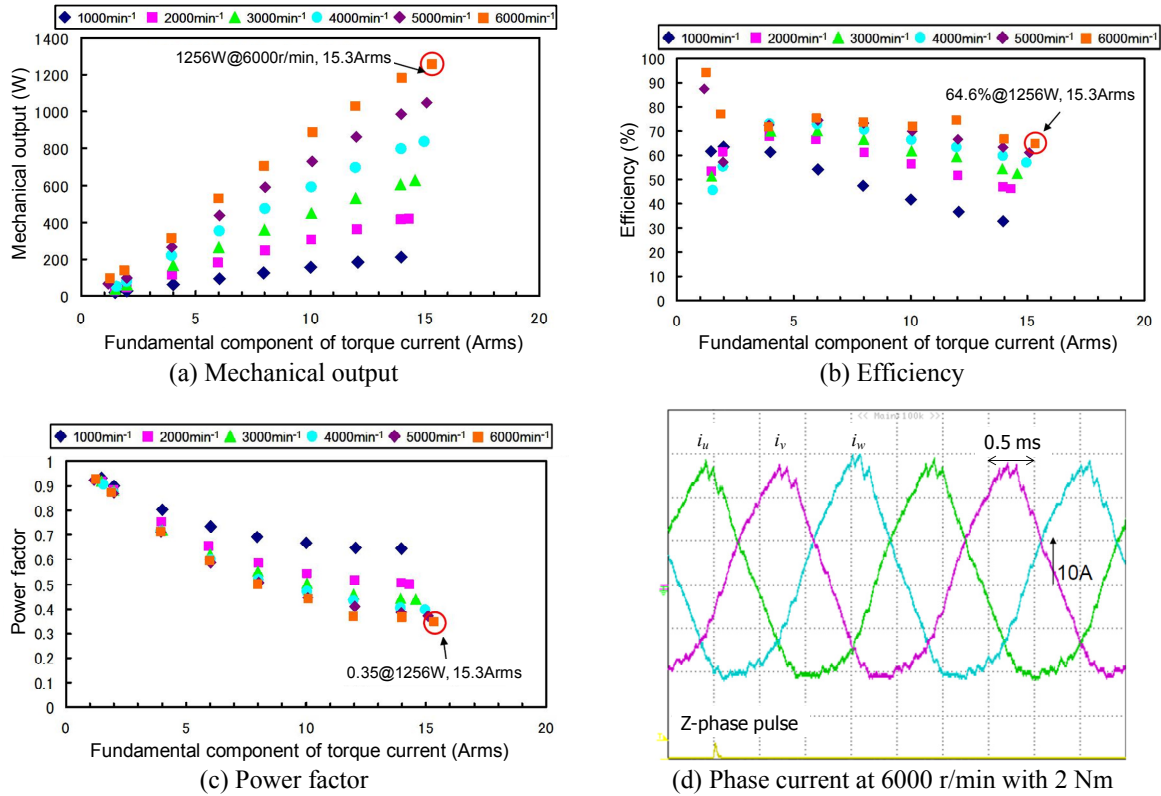 1000min⁻¹ 2000min⁻¹ 3000min⁻¹ 4000min⁻¹ 5000min⁻¹ 6000min⁻¹
1400
1200
1000
800
600
400
200
0
Mechanical output (W)
1256W@6000r/min, 15.3Arms
0 5 10 15 20
Fundamental component of torque current (Arms)
(a) Mechanical output
1000min⁻¹ 2000min⁻¹ 3000min⁻¹ 4000min⁻¹ 5000min⁻¹ 6000min⁻¹
100
90
80
70
60
50
40
30
20
10
0
Efficiency (%)
64.6%@1256W, 15.3Arms
0 5 10 15 20
Fundamental component of torque current (Arms)
(b) Efficiency
1000min⁻¹ 2000min⁻¹ 3000min⁻¹ 4000min⁻¹ 5000min⁻¹ 6000min⁻¹
1
0.9
0.8
0.7
0.6
0.5
0.4
0.3
0.2
0.1
0
Power factor
0.35@1256W, 15.3Arms
0 5 10 15 20
Fundamental component of torque current (Arms)
(c) Power factor
<< Main:100k >>
iu iv iw 0.5 ms
10A
Z-phase pulse
(d) Phase current at 6000 r/min with 2 Nm